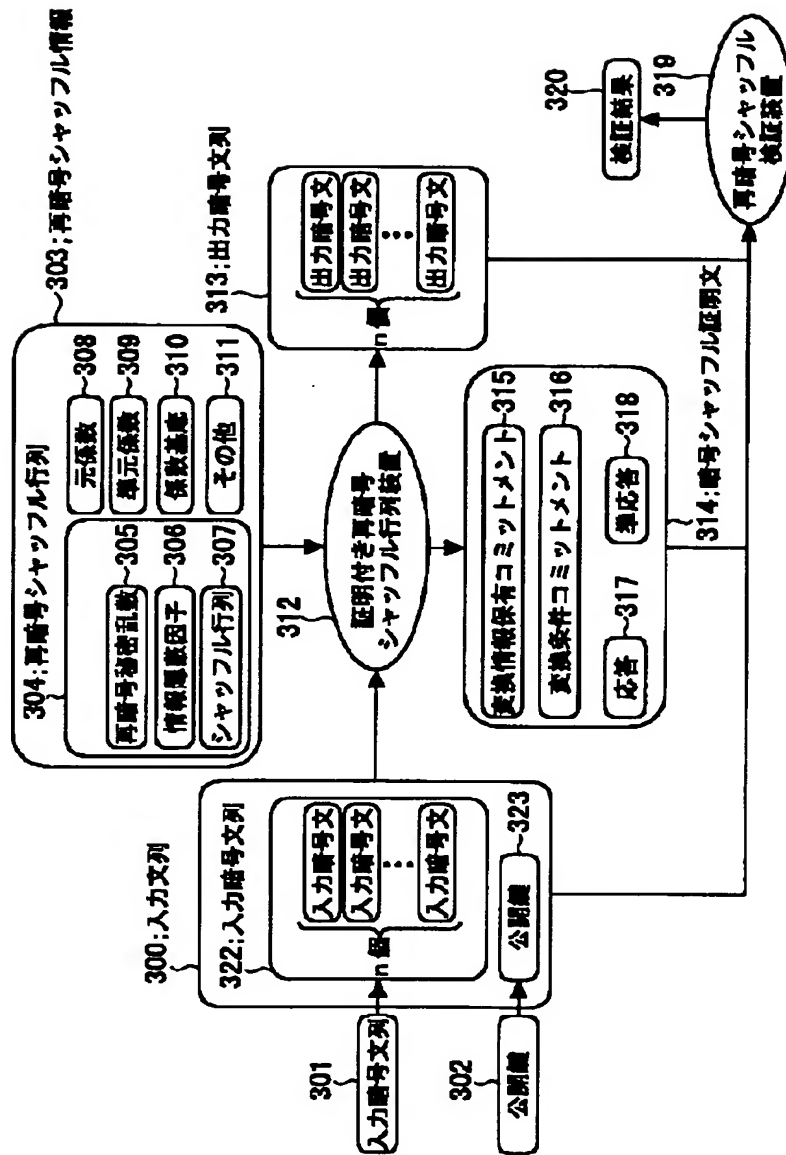 303;再暗号シャッフル情報
304;再暗号シャッフル行列
再暗号秘密乱数
305
情報隠蔽因子
306
シャッフル行列
307
元係数
308
準元係数
309
係数基底
310
その他
311
300;入力文列
322;入力暗号文列
入力暗号文
入力暗号文
入力暗号文
n個
公開鍵
323
301
入力暗号文列
302
公開鍵
312
証明付き再暗号
シャッフル行列装置
313;出力暗号文列
出力暗号文
出力暗号文
出力暗号文
n個
変換情報保有コミットメント
315
変換条件コミットメント
316
応答
317
準応答
318
314;暗号シャッフル証明文
320
検証結果
319
再暗号シャッフル
検証装置